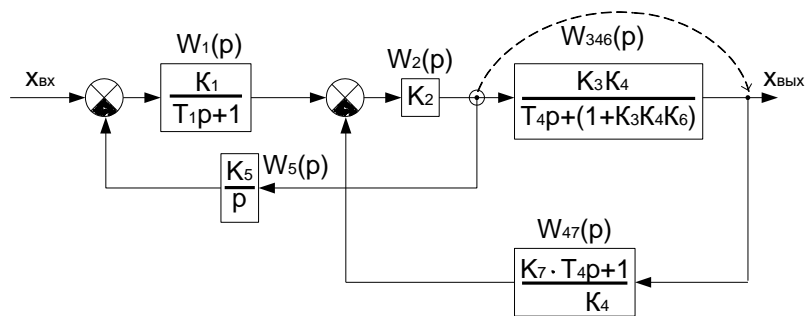 W₁(p)
W₂(p)
W₃₄₆(p)
xвх
K₁
T₁p+1
K₂
K₃K₄
T₄p+(1+K₃K₄K₆)
xвых
K₅
p
W₅(p)
W₄₇(p)
K₇ · T₄p+1
K₄